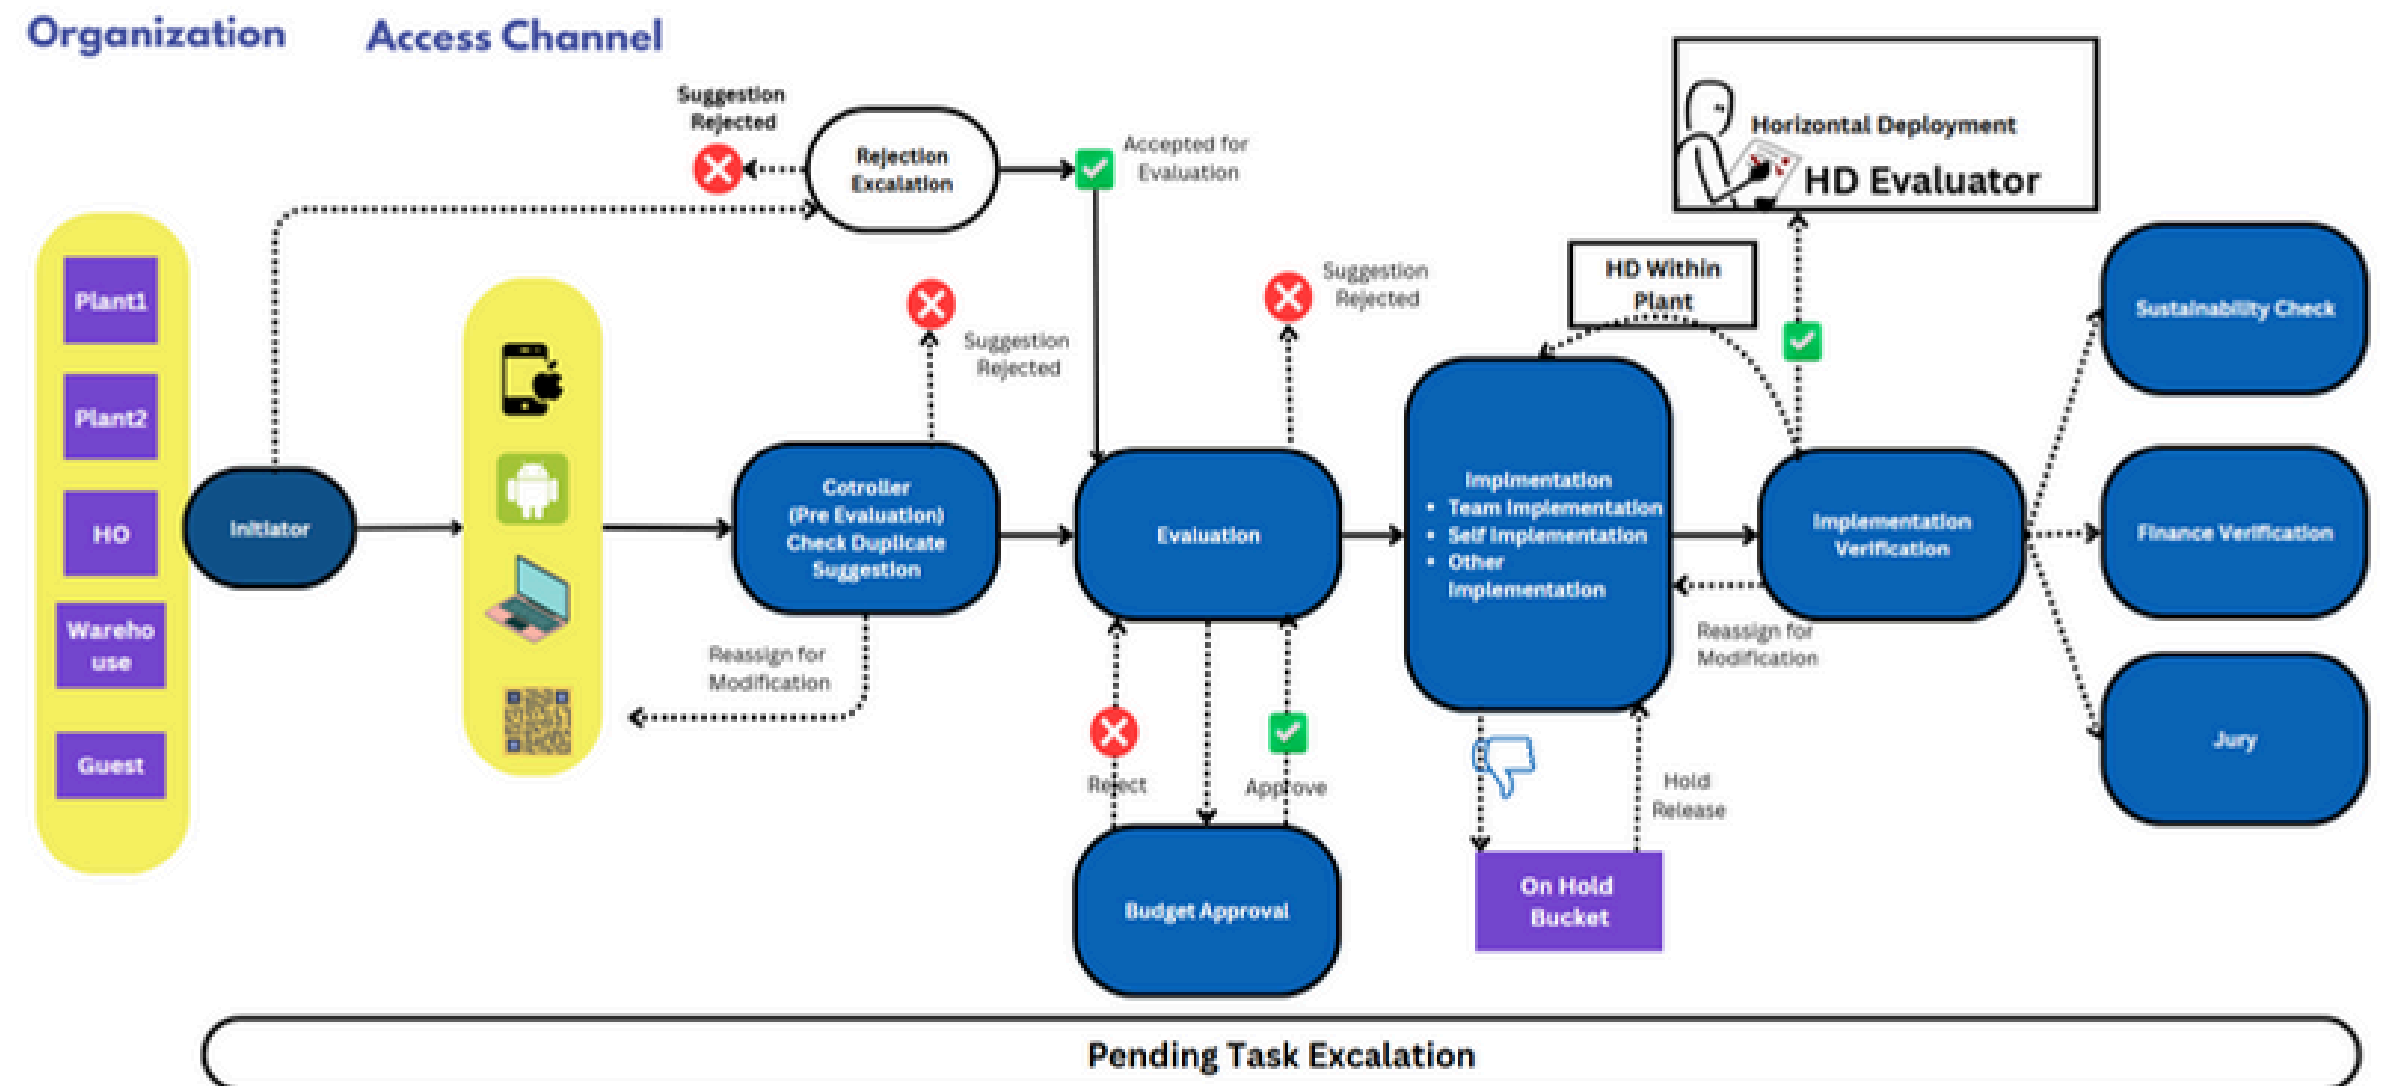 Organization
Access Channel
Suggestion
Rejected
Rejection
Excalation
Accepted for
Evaluation
Horizontal Deployment
HD Evaluator
Plant1
Plant2
HO
Wareho
use
Guest
Initiator
Suggestion
Rejected
Cotroller
(Pre Evaluation)
Check Duplicate
Suggestion
Reassign for
Modification
Suggestion
Rejected
Evaluation
Reject
Approve
Budget Approval
HD Within
Plant
Implmentation
• Team Implementation
• Self Implementation
• Other
Implementation
Reassign for
Modification
Hold
Release
On Hold
Bucket
Implementation
Verification
Sustainability Check
Finance Verification
Jury
Pending Task Excalation